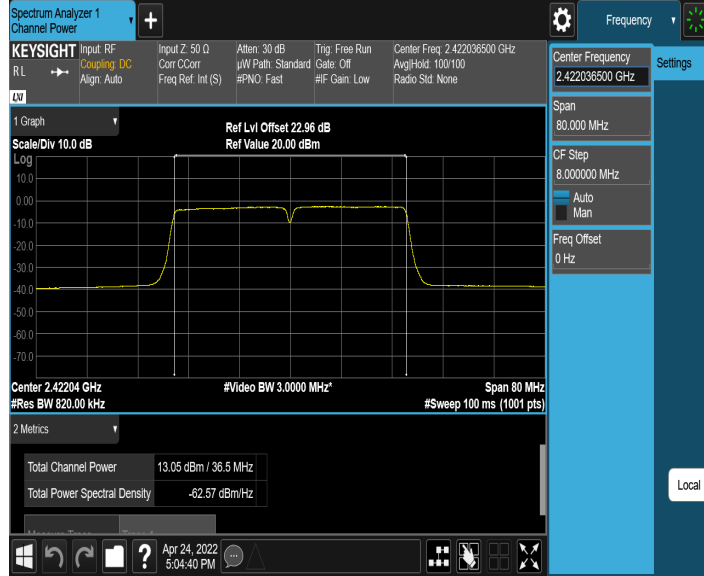 Spectrum Analyzer 1
Channel Power
+
Frequency
KEYSIGHT
RL
LXI
Input: RF
Coupling: DC
Align: Auto
Input Z: 50 Ω
Corr CCorr
Freq Ref: Int (S)
Atten: 30 dB
µW Path: Standard
#PNO: Fast
Trig: Free Run
Gate: Off
#IF Gain: Low
Center Freq: 2.422036500 GHz
Avg|Hold: 100/100
Radio Std: None
Center Frequency
2.422036500 GHz
Settings
Span
80.000 MHz
CF Step
8.000000 MHz
Auto
Man
Freq Offset
0 Hz
1 Graph
Scale/Div 10.0 dB
Ref Lvl Offset 22.96 dB
Ref Value 20.00 dBm
Log
10.0
0.00
-10.0
-20.0
-30.0
-40.0
-50.0
-60.0
-70.0
Center 2.42204 GHz
#Video BW 3.0000 MHz*
Span 80 MHz
#Res BW 820.00 kHz
#Sweep 100 ms (1001 pts)
2 Metrics
Total Channel Power 13.05 dBm / 36.5 MHz
Total Power Spectral Density -62.57 dBm/Hz
Local
?
Apr 24, 2022
5:04:40 PM